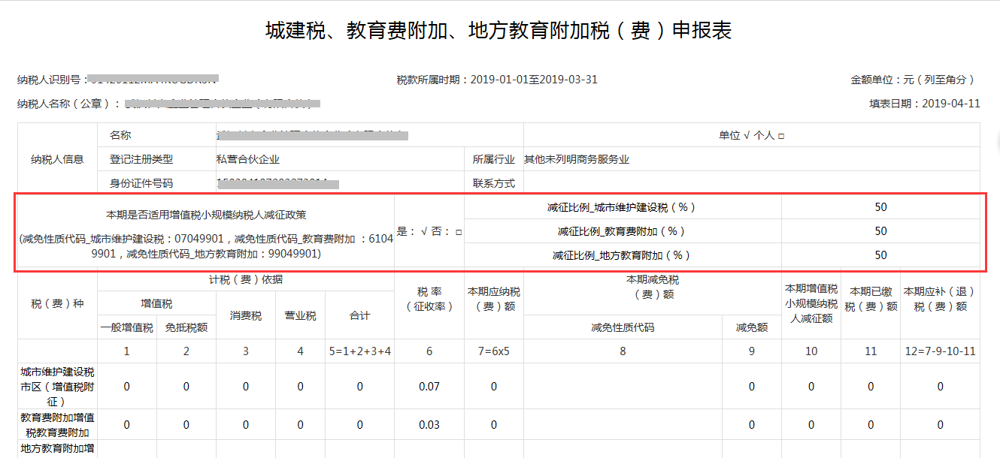 城建税、教育费附加、地方教育附加税（费）申报表
纳税人识别号： 税款所属时期：2019-01-01至2019-03-31 金额单位：元（列至角分）
纳税人名称（公章）： 填表日期：2019-04-11
纳税人信息
名称 单位 √ 个人 □
登记注册类型 私营合伙企业 所属行业 其他未列明商务服务业
身份证件号码 联系方式
本期是否适用增值税小规模纳税人减征政策
(减免性质代码_城市维护建设税：07049901，减免性质代码_教育费附加 ：6104
9901，减免性质代码_地方教育附加：99049901)
是： √ 否： □
减征比例_城市维护建设税（%） 50
减征比例_教育费附加（%） 50
减征比例_地方教育附加（%） 50
税（费）种
计税（费）依据
增值税
一般增值税 免抵税额
消费税
营业税
合计
税 率
（征收率）
本期应纳税
（费）额
本期减免税
（费）额
减免性质代码 减免额
本期增值税
小规模纳税
人减征额
本期已缴
税（费）额
本期应补（退）
税（费）额
1 2 3 4 5=1+2+3+4 6 7=6x5 8 9 10 11 12=7-9-10-11
城市维护建设税
市区（增值税附
征）
0 0 0 0 0 0.07 0 0 0 0 0
教育费附加增值
税教育费附加
0 0 0 0 0 0.03 0 0 0 0 0
地方教育附加增